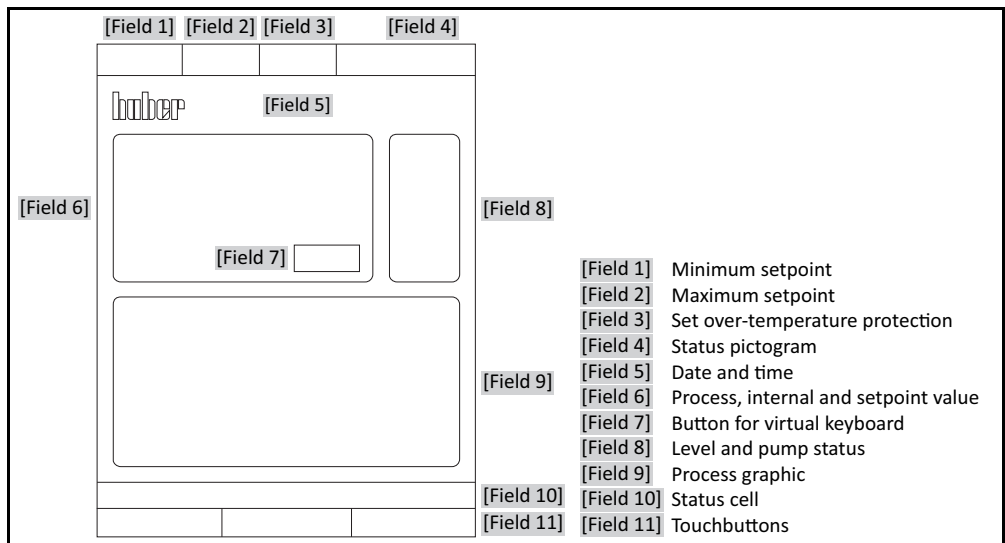 [Field 1] [Field 2] [Field 3] [Field 4]
huber [Field 5]
[Field 6]
[Field 8]
[Field 7]
[Field 9]
[Field 10]
[Field 11]
[Field 1] Minimum setpoint
[Field 2] Maximum setpoint
[Field 3] Set over-temperature protection
[Field 4] Status pictogram
[Field 5] Date and time
[Field 6] Process, internal and setpoint value
[Field 7] Button for virtual keyboard
[Field 8] Level and pump status
[Field 9] Process graphic
[Field 10] Status cell
[Field 11] Touchbuttons